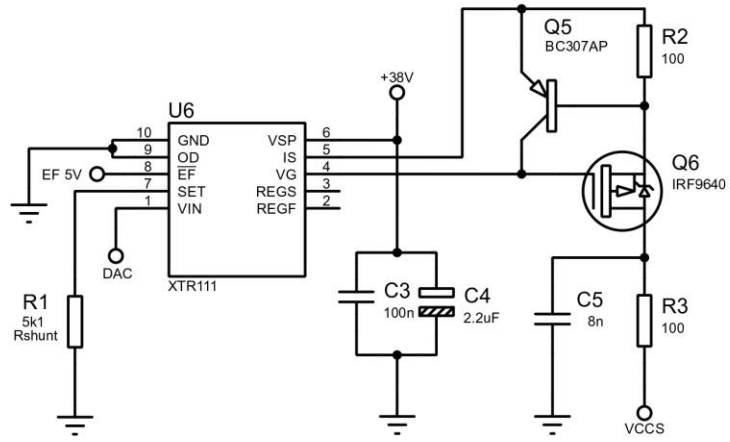 Q5
BC307AP
R2
100
+38V
U6
10 GND VSP 6
9 OD IS 5
EF 5V 8 EF VG 4
7 SET REGS 3
1 VIN REGF 2
DAC
XTR111
Q6
IRF9640
R1
5k1
Rshunt
C3
100n
C4
2.2uF
C5
8n
R3
100
VCCS